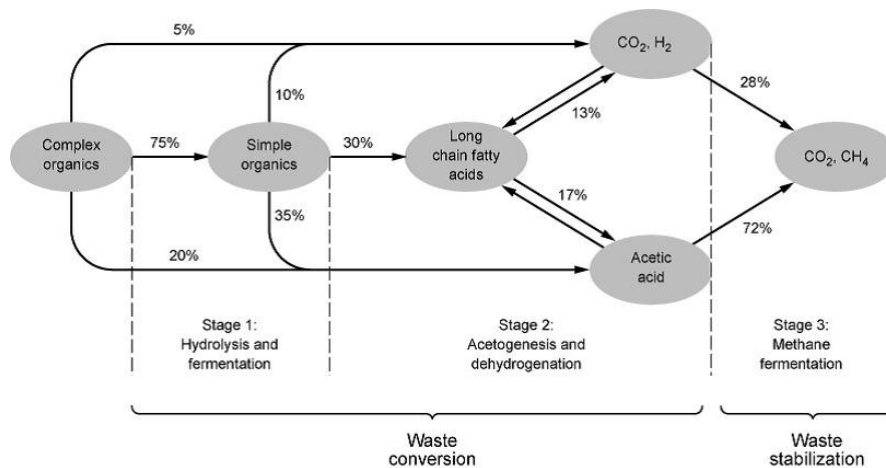 5%
CO₂, H₂
10%
28%
13%
Complex
organics
75%
Simple
organics
30%
Long
chain fatty
acids
CO₂, CH₄
17%
35%
72%
20%
Acetic
acid
Stage 1:
Hydrolysis and
fermentation
Stage 2:
Acetogenesis and
dehydrogenation
Stage 3:
Methane
fermentation
Waste
conversion
Waste
stabilization